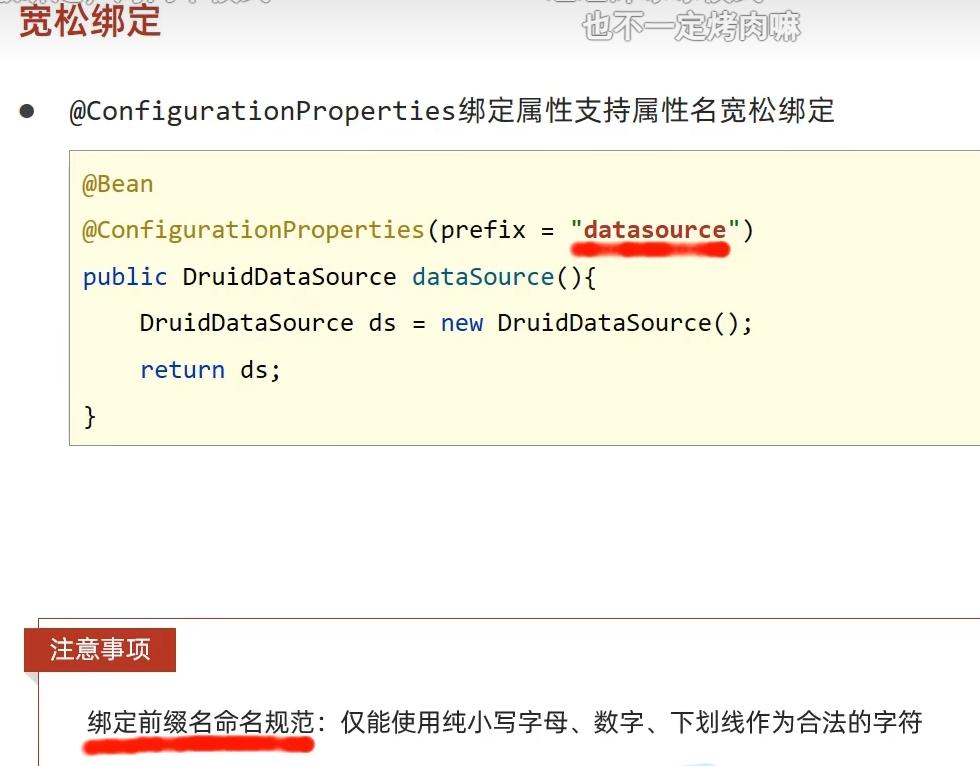 宽松绑定
也不一定烤肉嘛
@ConfigurationProperties绑定属性支持属性名宽松绑定
@Bean
@ConfigurationProperties(prefix = "datasource")
public DruidDataSource dataSource(){
DruidDataSource ds = new DruidDataSource();
return ds;
}
注意事项
绑定前缀名命名规范：仅能使用纯小写字母、数字、下划线作为合法的字符